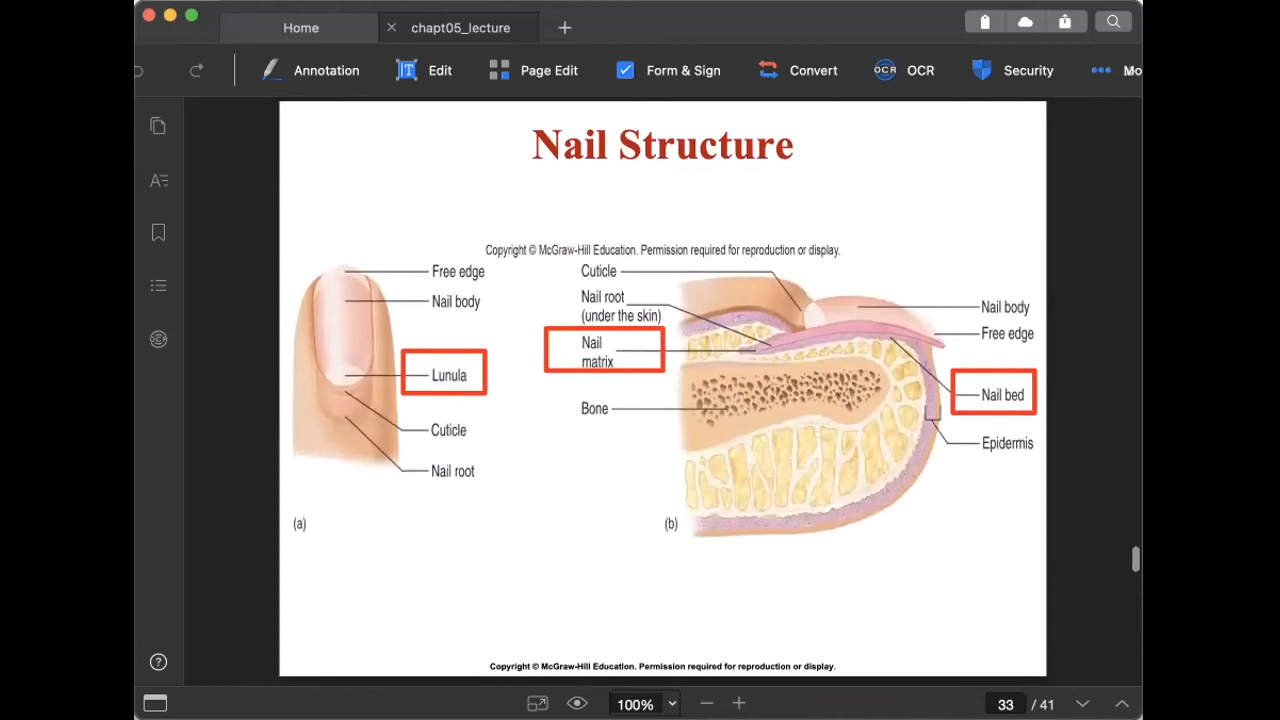 Home
chapt05_lecture
Annotation
Edit
Page Edit
Form & Sign
Convert
OCR
Security
Mo
Nail Structure
Copyright © McGraw-Hill Education. Permission required for reproduction or display.
Free edge
Nail body
Lunula
Cuticle
Nail root
(a)
Cuticle
Nail root
(under the skin)
Nail
matrix
Bone
Nail body
Free edge
Nail bed
Epidermis
(b)
Copyright © McGraw-Hill Education. Permission required for reproduction or display.
100%
33 / 41